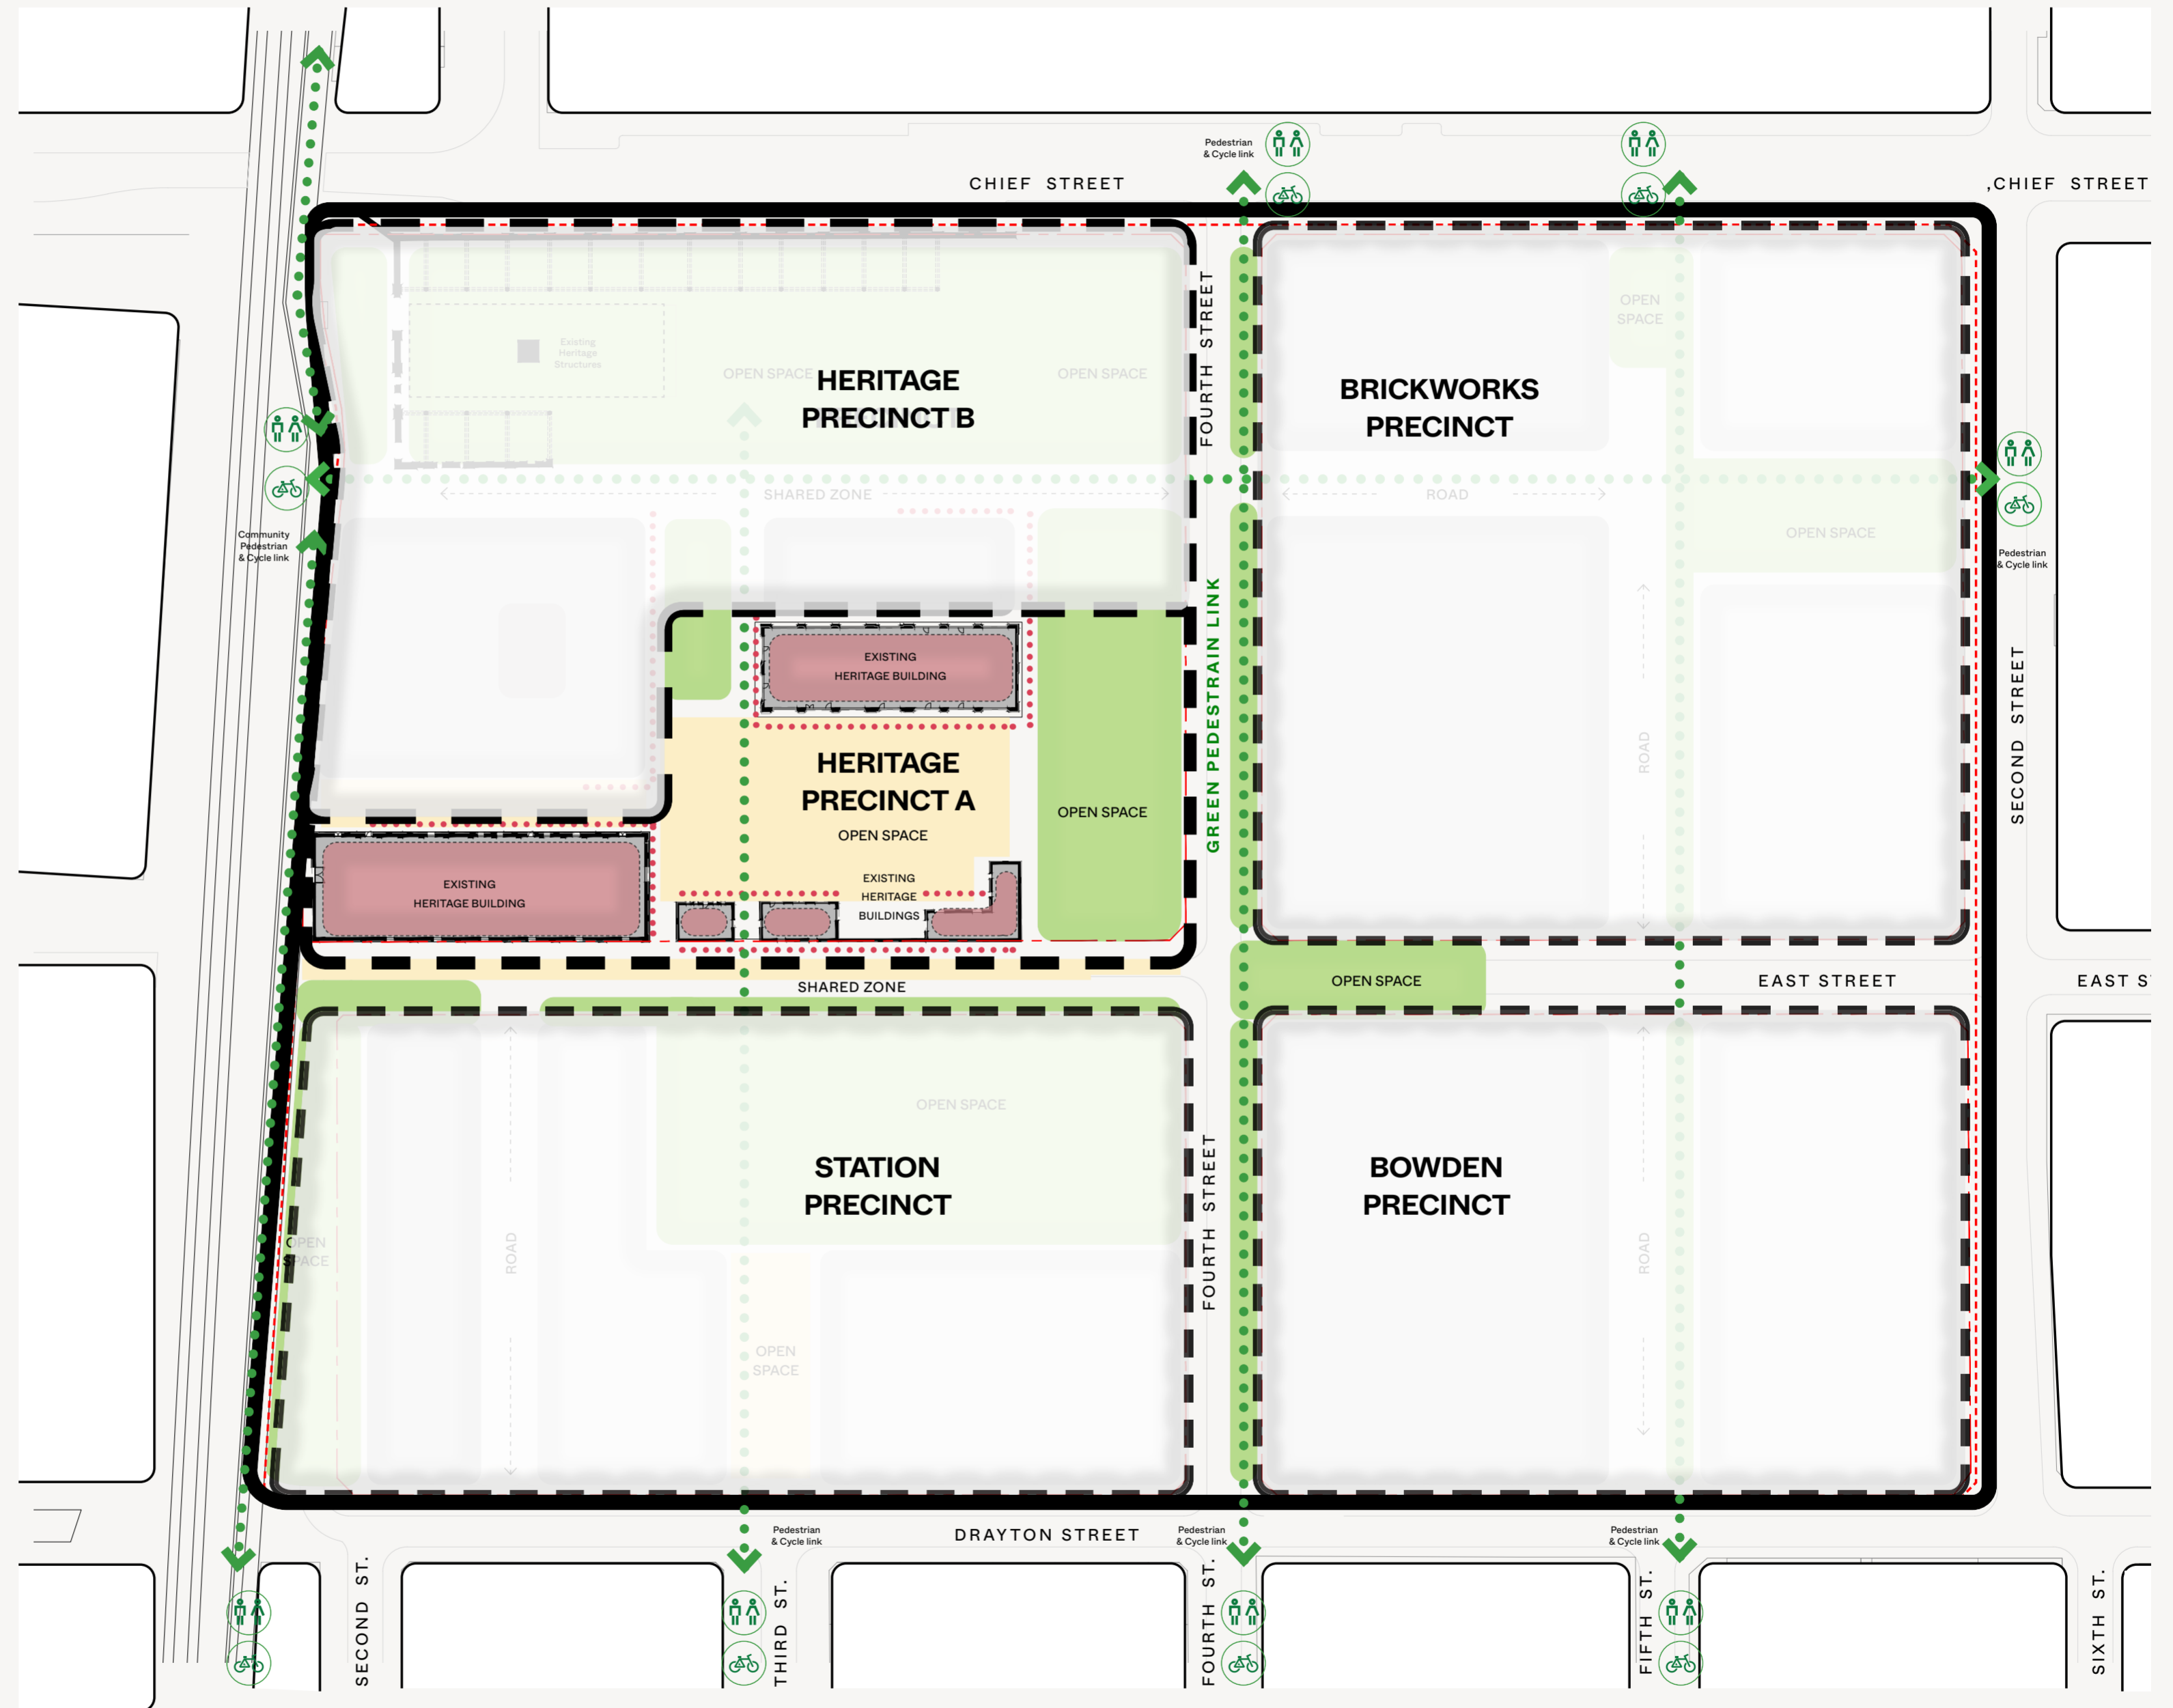 Pedestrian
& Cycle link
CHIEF STREET
,CHIEF STREET
Existing
Heritage
Structures
OPEN SPACE
HERITAGE
PRECINCT B
OPEN SPACE
FOURTH STREET
BRICKWORKS
PRECINCT
OPEN
SPACE
SHARED ZONE
ROAD
OPEN SPACE
Community
Pedestrian
& Cycle link
Pedestrian
& Cycle link
EXISTING
HERITAGE BUILDING
GREEN PEDESTRAIN LINK
ROAD
SECOND STREET
HERITAGE
PRECINCT A
OPEN SPACE
OPEN SPACE
EXISTING
HERITAGE BUILDING
EXISTING
HERITAGE
BUILDINGS
SHARED ZONE
OPEN SPACE
EAST STREET
EAST S
OPEN SPACE
STATION
PRECINCT
FOURTH STREET
BOWDEN
PRECINCT
OPEN
SPACE
ROAD
ROAD
OPEN
SPACE
DRAYTON STREET
Pedestrian
& Cycle link
Pedestrian
& Cycle link
Pedestrian
& Cycle link
SECOND ST.
THIRD ST.
FOURTH ST.
FIFTH ST.
SIXTH ST.